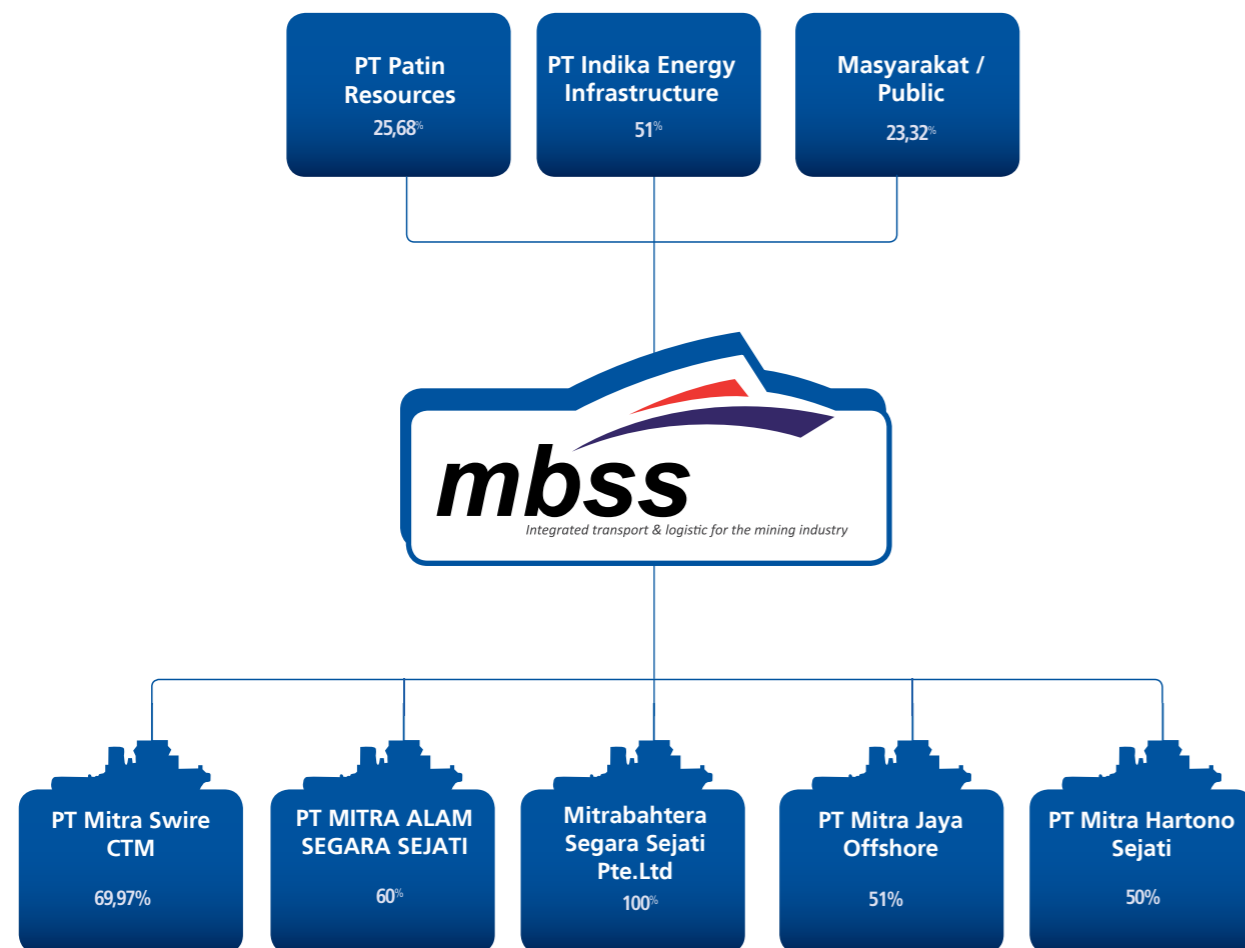 PT Patin
Resources
25,68%
PT Indika Energy
Infrastructure
51%
Masyarakat /
Public
23,32%
mbss
Integrated transport & logistic for the mining industry
PT Mitra Swire
CTM
69,97%
PT MITRA ALAM
SEGARA SEJATI
60%
Mitrabahtera
Segara Sejati
Pte.Ltd
100%
PT Mitra Jaya
Offshore
51%
PT Mitra Hartono
Sejati
50%